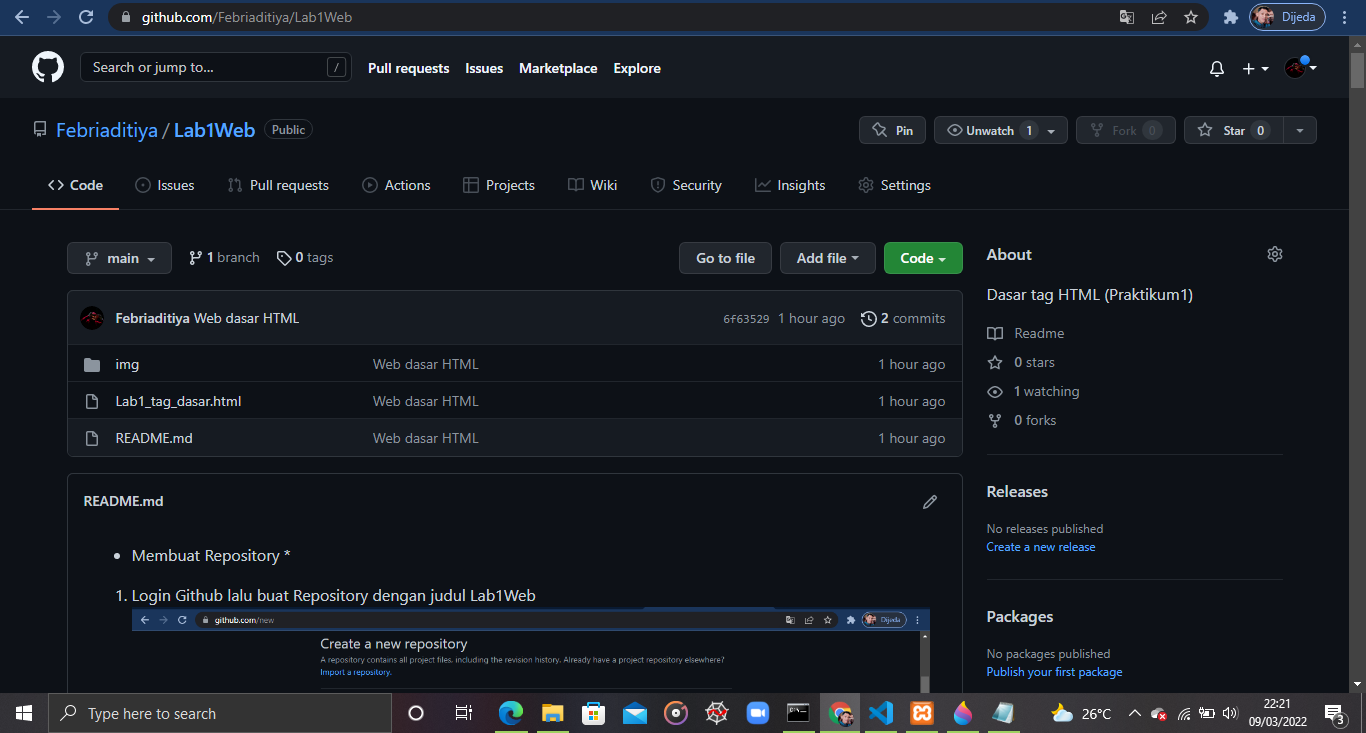 github.com/Febriaditiya/Lab1Web Dijeda
Search or jump to... / Pull requests Issues Marketplace Explore
Febriaditiya / Lab1Web Public Pin Unwatch 1 Fork 0 Star 0
Code Issues Pull requests Actions Projects Wiki Security Insights Settings
main 1 branch 0 tags Go to file Add file Code
Febriaditiya Web dasar HTML 6f63529 1 hour ago 2 commits
img Web dasar HTML 1 hour ago
Lab1_tag_dasar.html Web dasar HTML 1 hour ago
README.md Web dasar HTML 1 hour ago
README.md
• Membuat Repository *
1. Login Github lalu buat Repository dengan judul Lab1Web
github.com/new Dijeda
Create a new repository
A repository contains all project files, including the revision history. Already have a project repository elsewhere?
Import a repository.
About
Dasar tag HTML (Praktikum1)
Readme
0 stars
1 watching
0 forks
Releases
No releases published
Create a new release
Packages
No packages published
Publish your first package
Type here to search 26°C 22:21
09/03/2022 3